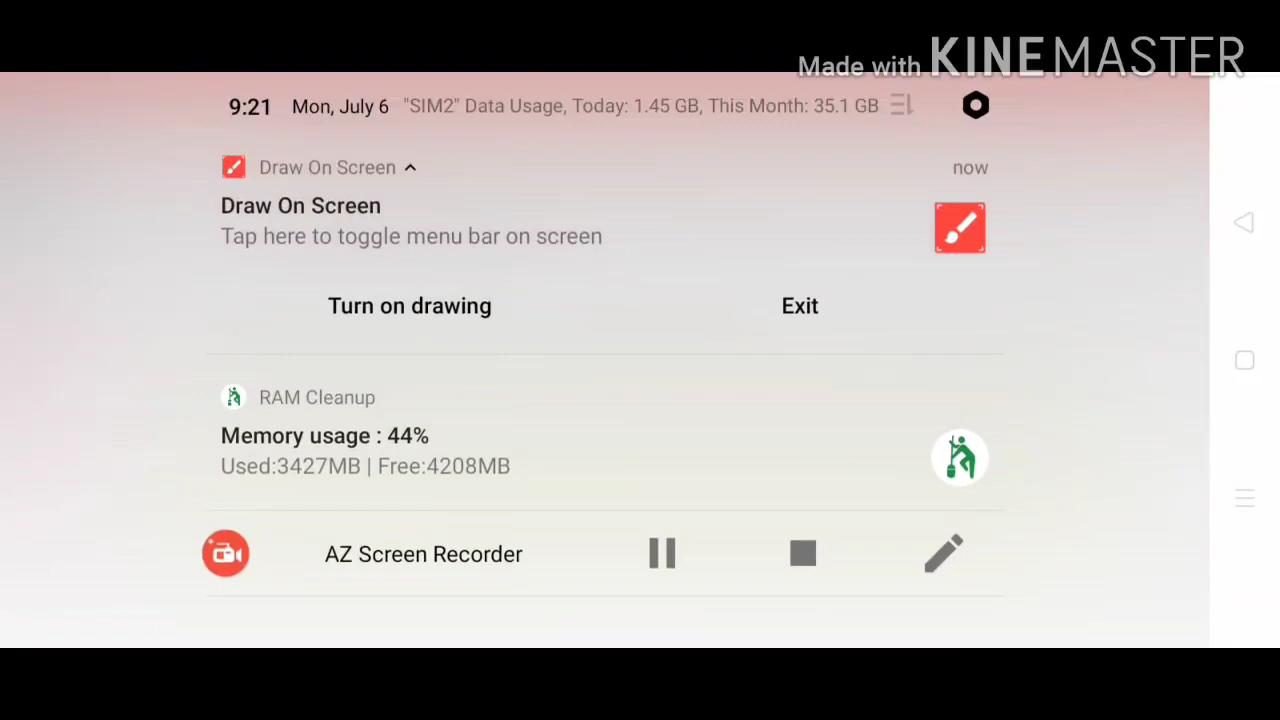 Made with KINEMASTER
9:21 Mon, July 6 "SIM2" Data Usage, Today: 1.45 GB, This Month: 35.1 GB
Draw On Screen now
Draw On Screen
Tap here to toggle menu bar on screen
Turn on drawing Exit
RAM Cleanup
Memory usage : 44%
Used:3427MB | Free:4208MB
AZ Screen Recorder